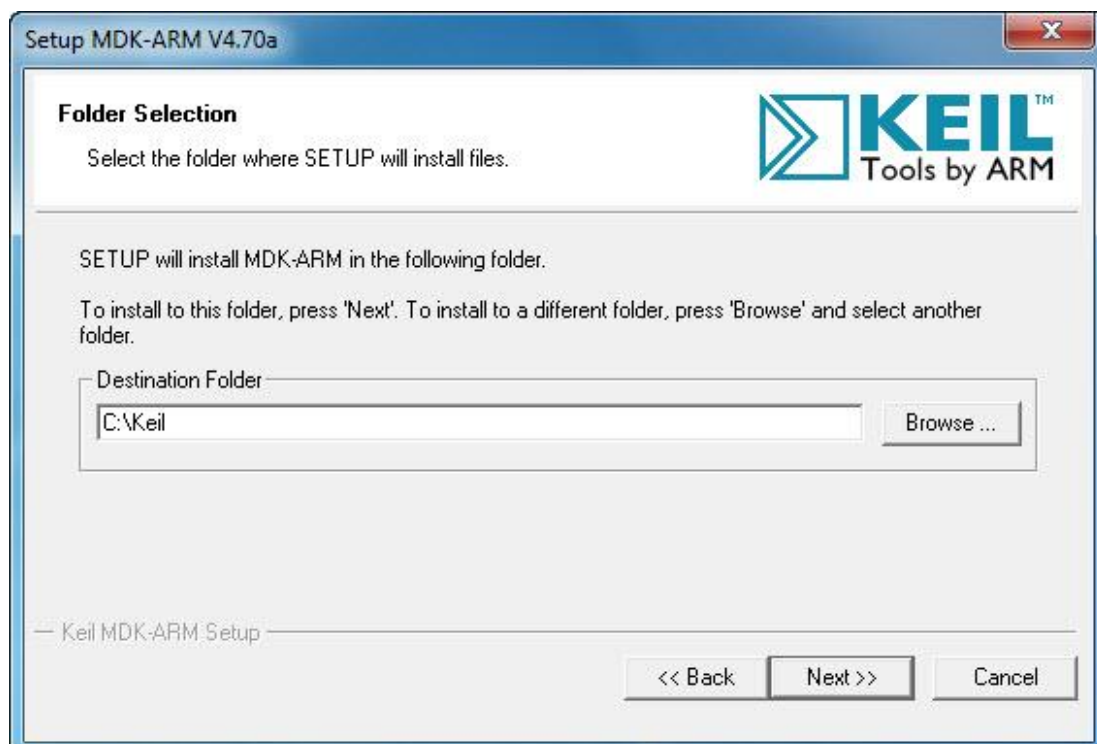 Setup MDK-ARM V4.70a
Folder Selection
Select the folder where SETUP will install files.
KEIL™
Tools by ARM
SETUP will install MDK-ARM in the following folder.
To install to this folder, press 'Next'. To install to a different folder, press 'Browse' and select another
folder.
Destination Folder
C:\Keil
Browse ...
Keil MDK-ARM Setup
<< Back
Next >>
Cancel